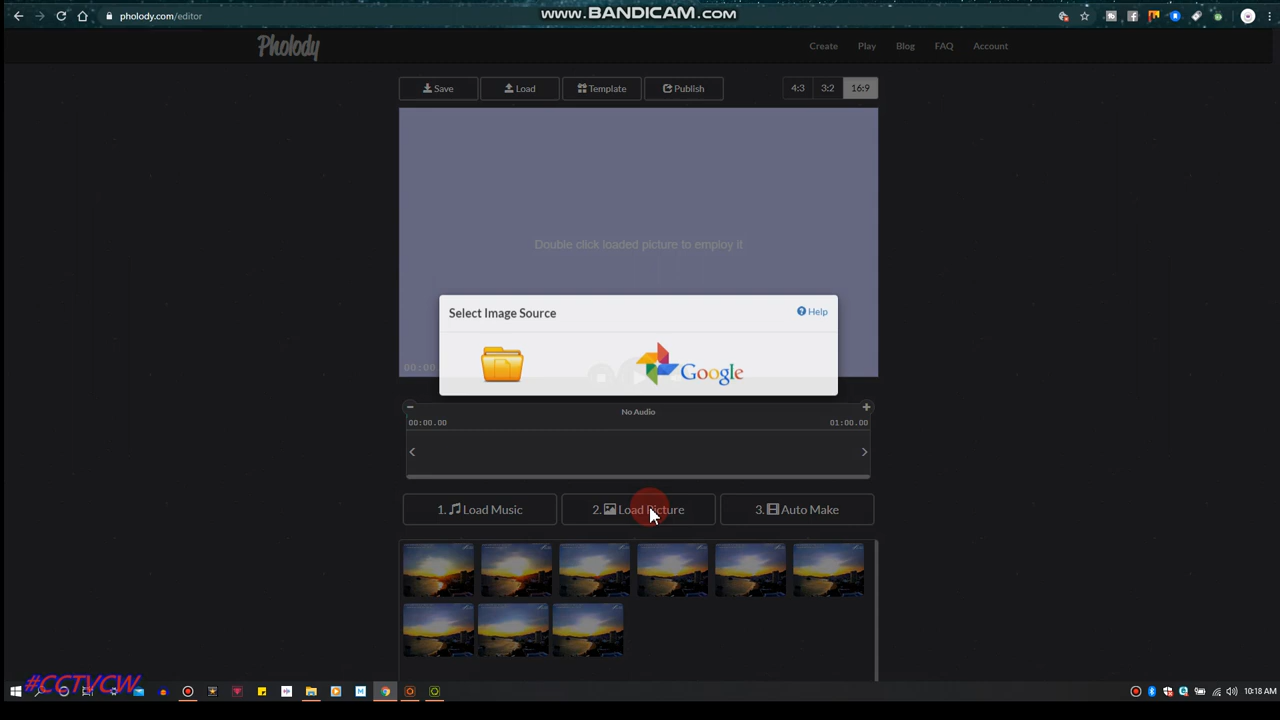 pholody.com/editor
www.BANDICAM.com
Pholody
Create Play Blog FAQ Account
Save Load Template Publish 4:3 3:2 16:9
Double click loaded picture to employ it
Select Image Source
Help
Google
00:00.
No Audio
00:00.00 01:00.00
1. Load Music 2. Load Picture 3. Auto Make
#CCTVCW
10:18 AM